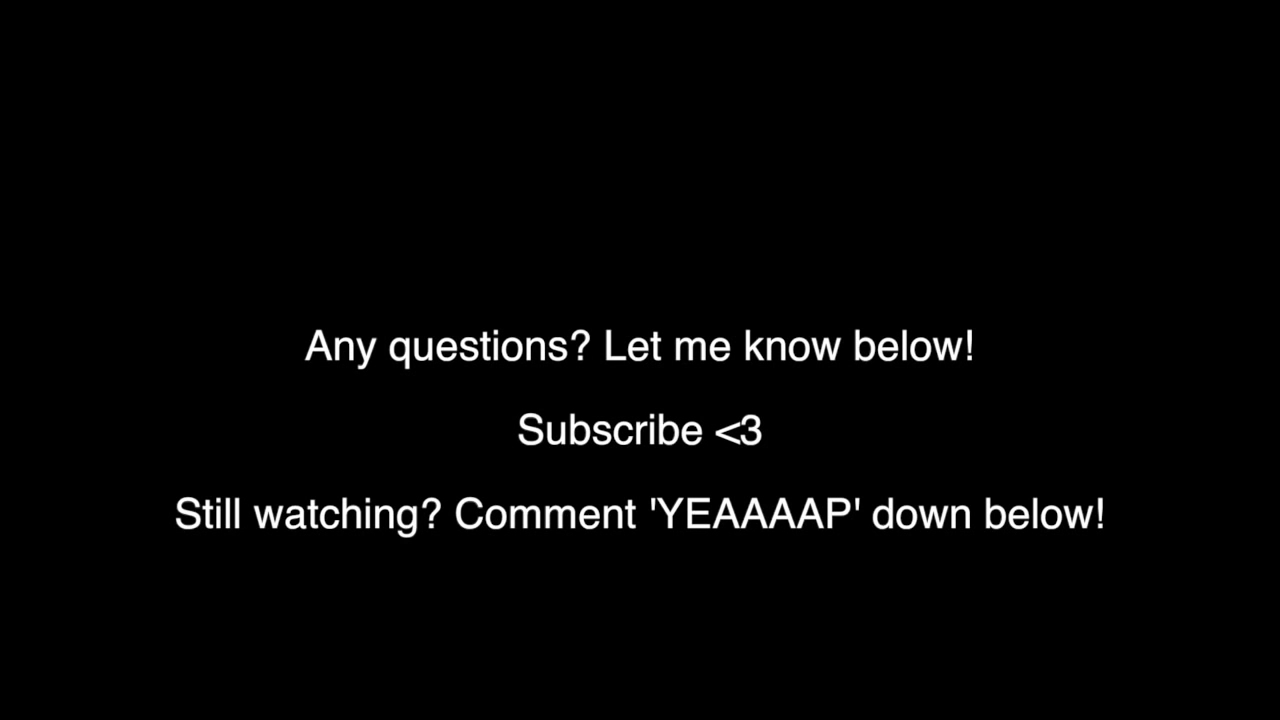 Any questions? Let me know below!
Subscribe <3
Still watching? Comment 'YEAAAAP' down below!